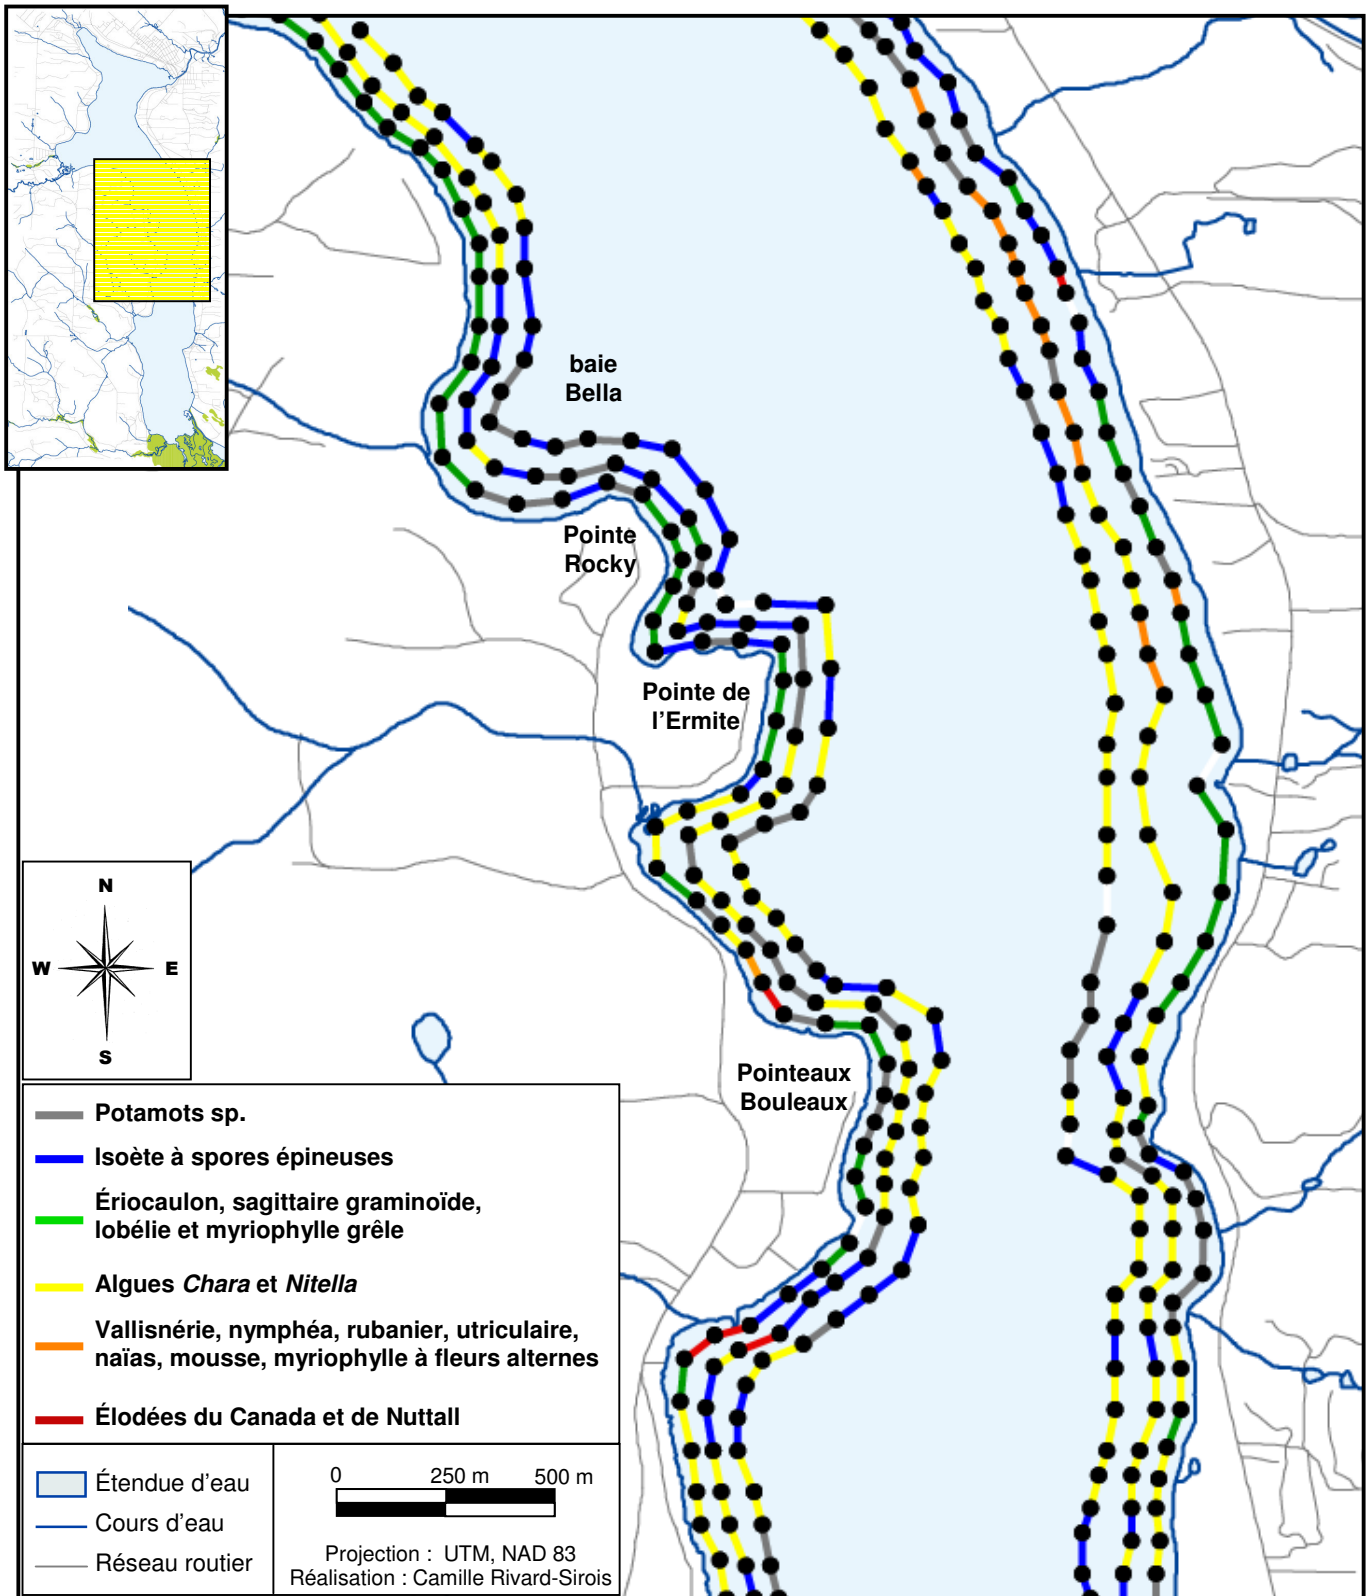 baie
Bella
Pointe
Rocky
Pointe de
l'Ermite
Pointeaux
Bouleaux
N
W
E
S
Potamots sp.
Isoète à spores épineuses
Ériocaulon, sagittaire graminoïde,
lobélie et myriophylle grêle
Algues Chara et Nitella
Vallisnérie, nymphéa, rubanier, utriculaire,
naïas, mousse, myriophylle à fleurs alternes
Élodées du Canada et de Nuttall
Étendue d'eau
Cours d'eau
Réseau routier
0 250 m 500 m
Projection : UTM, NAD 83
Réalisation : Camille Rivard-Sirois